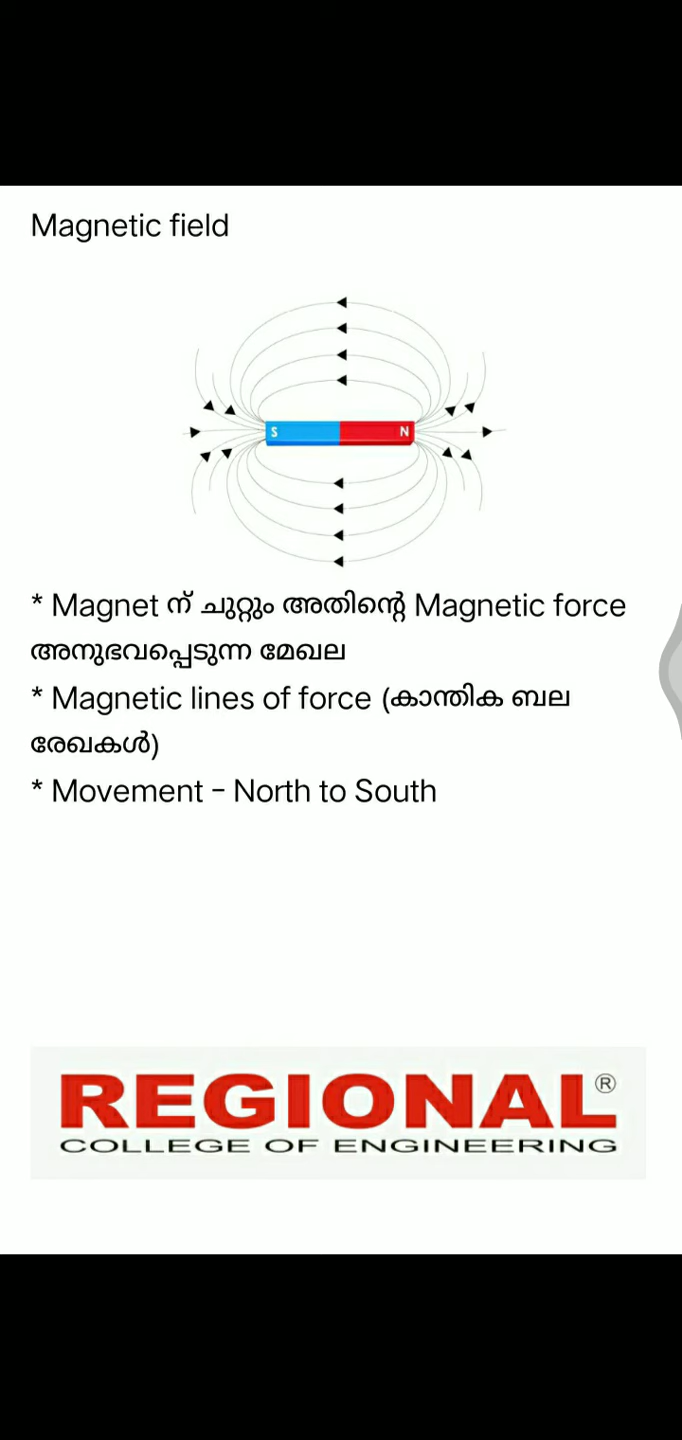 Magnetic field
S N
* Magnet ന് ചുറ്റും അതിന്റെ Magnetic force
അനുഭവപ്പെടുന്ന മേഖല
* Magnetic lines of force (കാന്തിക ബല
രേഖകൾ)
* Movement - North to South
REGIONAL®
COLLEGE OF ENGINEERING